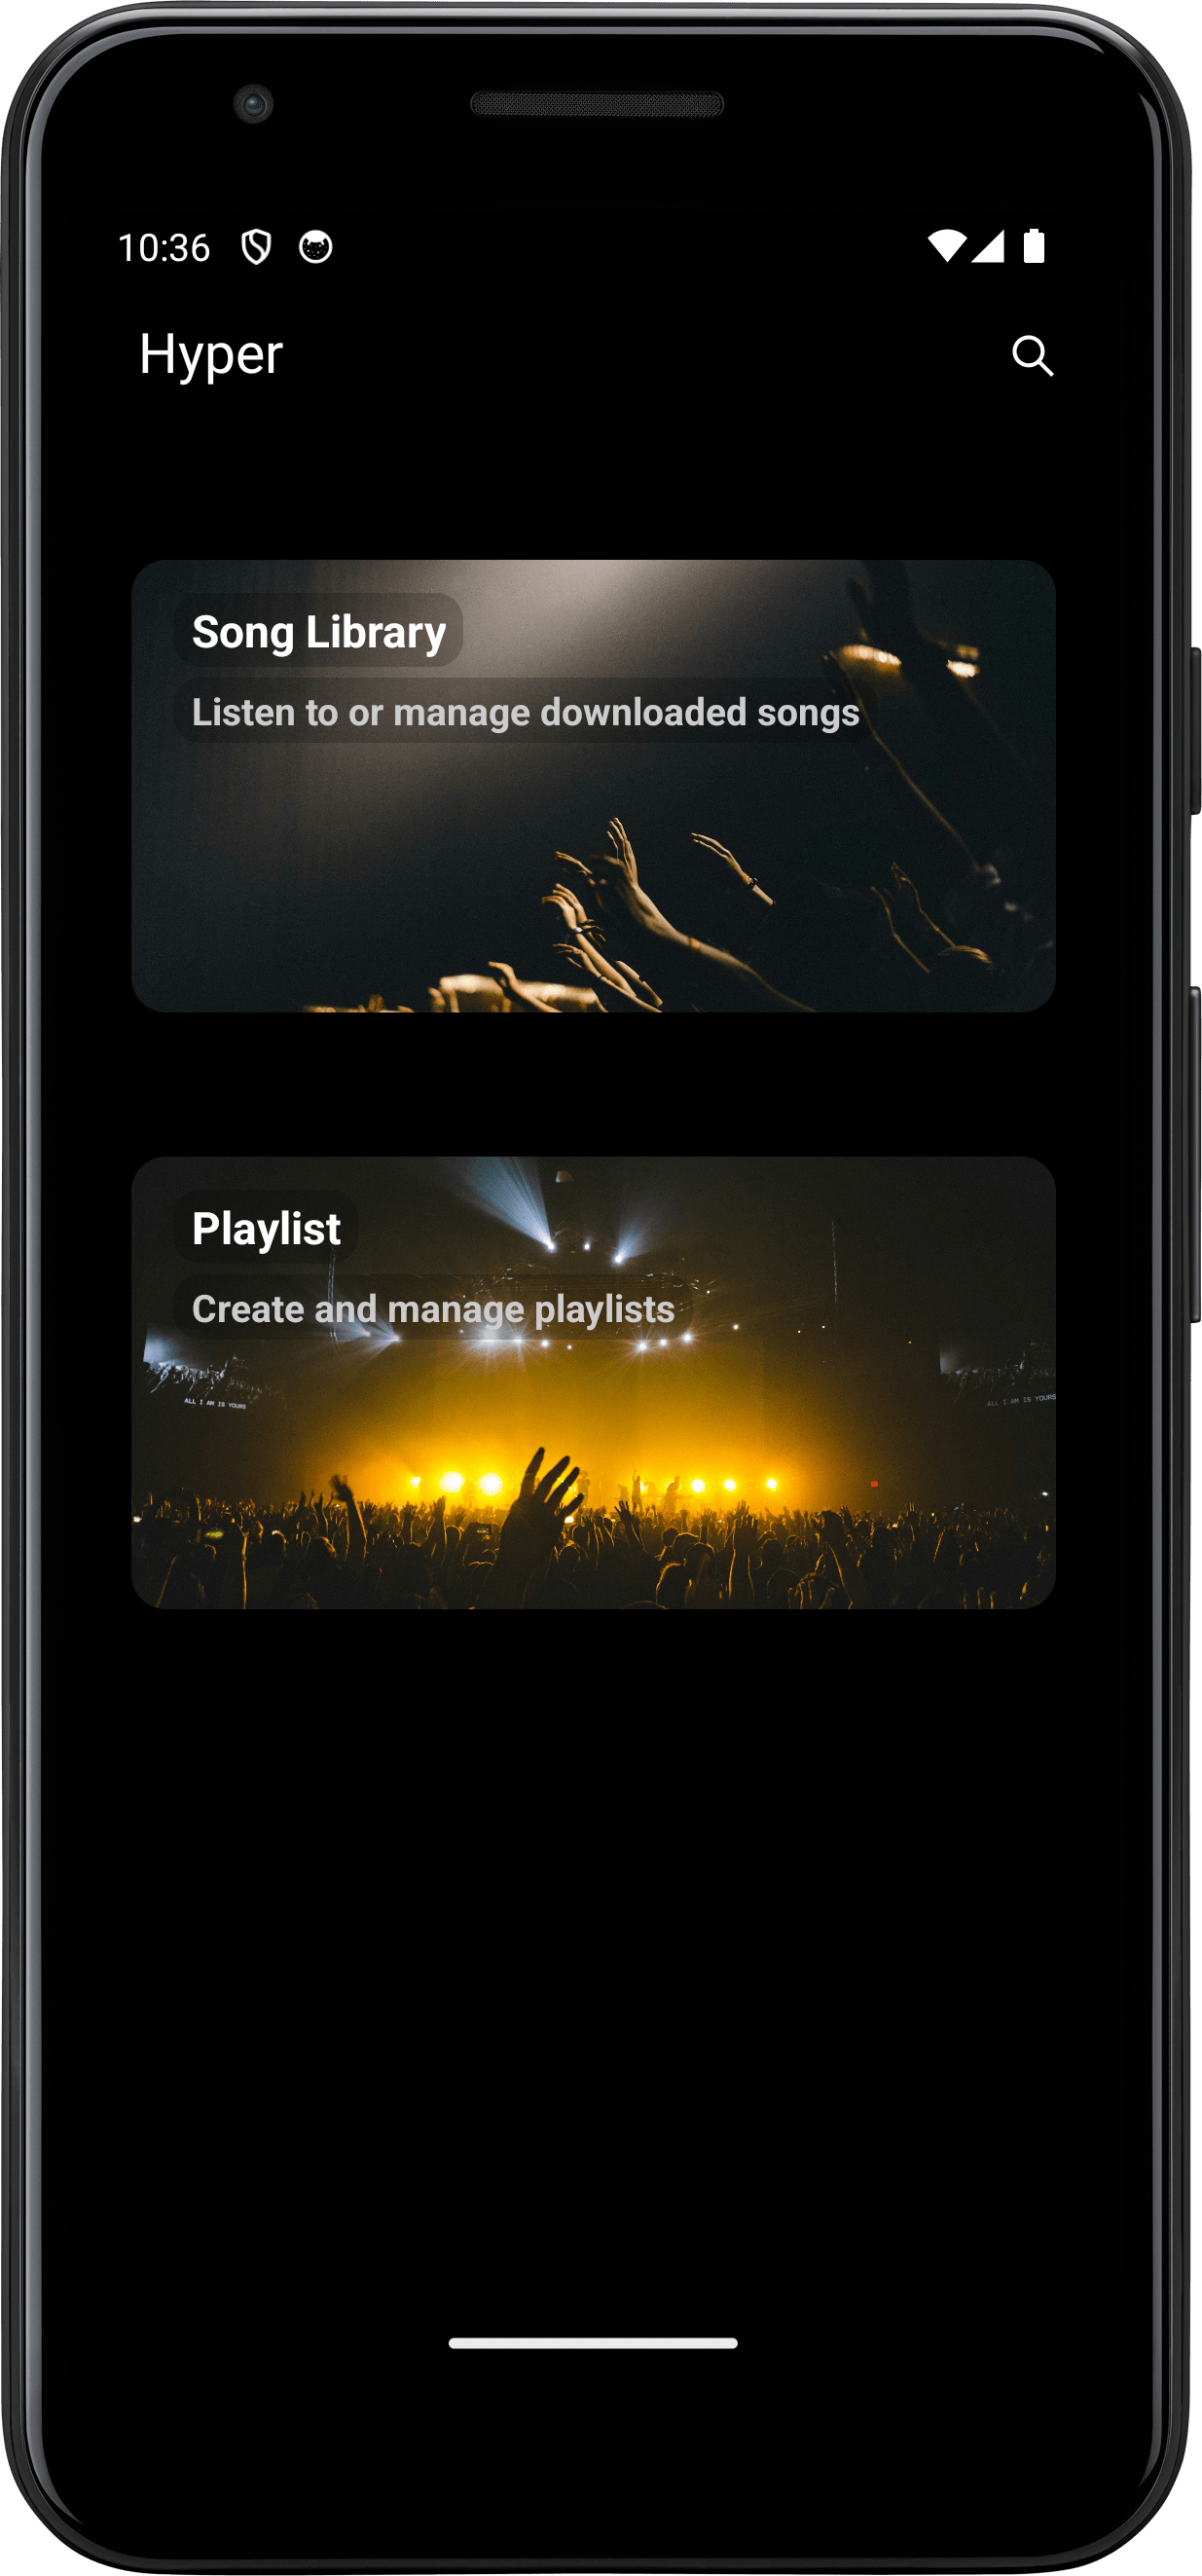 10:36
Hyper
Song Library
Listen to or manage downloaded songs
Playlist
Create and manage playlists
ALL I AM IS YOURS
ALL I AM IS YOURS